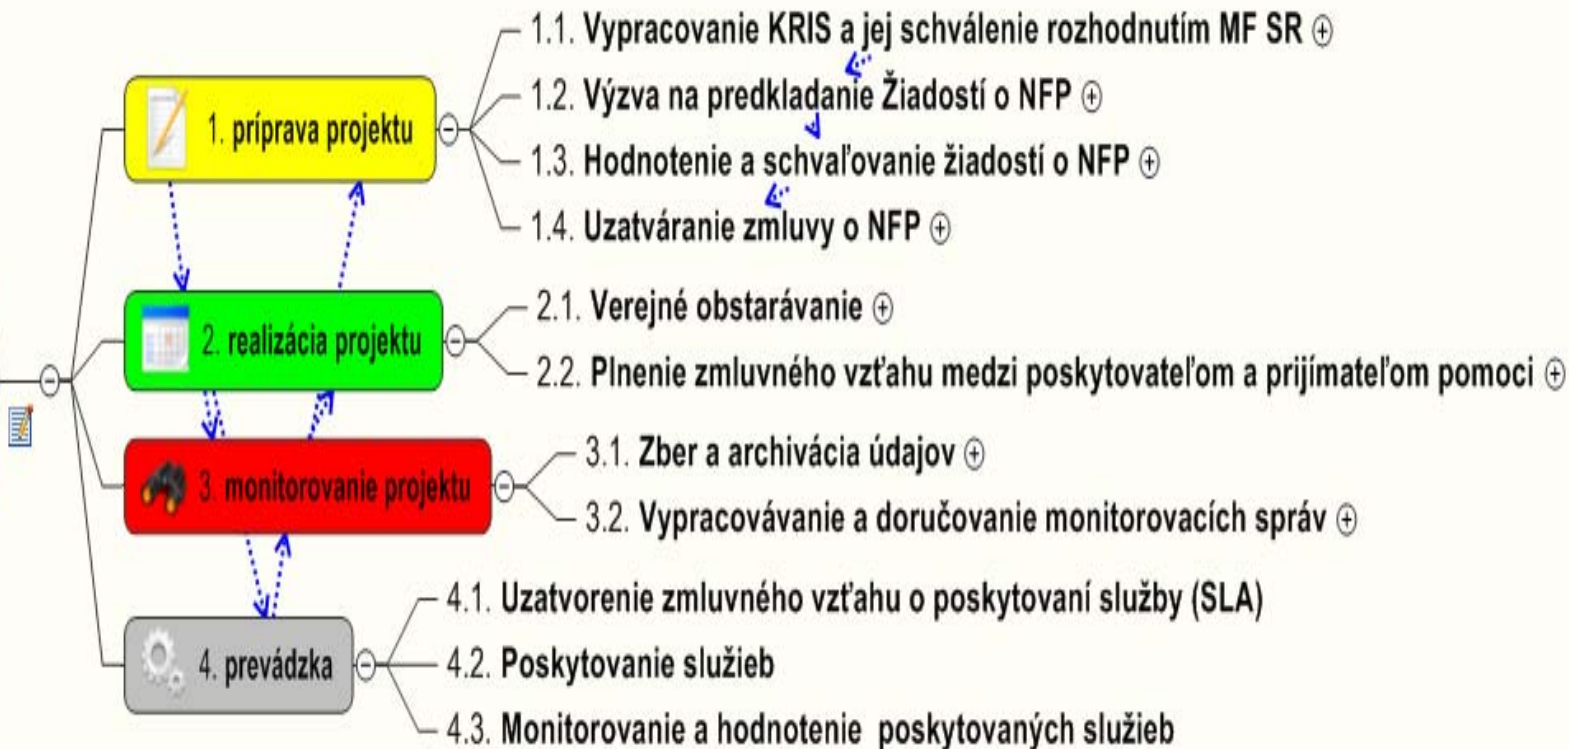 1. príprava projektu
1.1. Vypracovanie KRIS a jej schválenie rozhodnutím MF SR
1.2. Výzva na predkladanie Žiadostí o NFP
1.3. Hodnotenie a schvaľovanie žiadostí o NFP
1.4. Uzatváranie zmluvy o NFP
2. realizácia projektu
2.1. Verejné obstarávanie
2.2. Plnenie zmluvného vzťahu medzi poskytovateľom a prijímateľom pomoci
3. monitorovanie projektu
3.1. Zber a archivácia údajov
3.2. Vypracovávanie a doručovanie monitorovacích správ
4. prevádzka
4.1. Uzatvorenie zmluvného vzťahu o poskytovaní služby (SLA)
4.2. Poskytovanie služieb
4.3. Monitorovanie a hodnotenie poskytovaných služieb